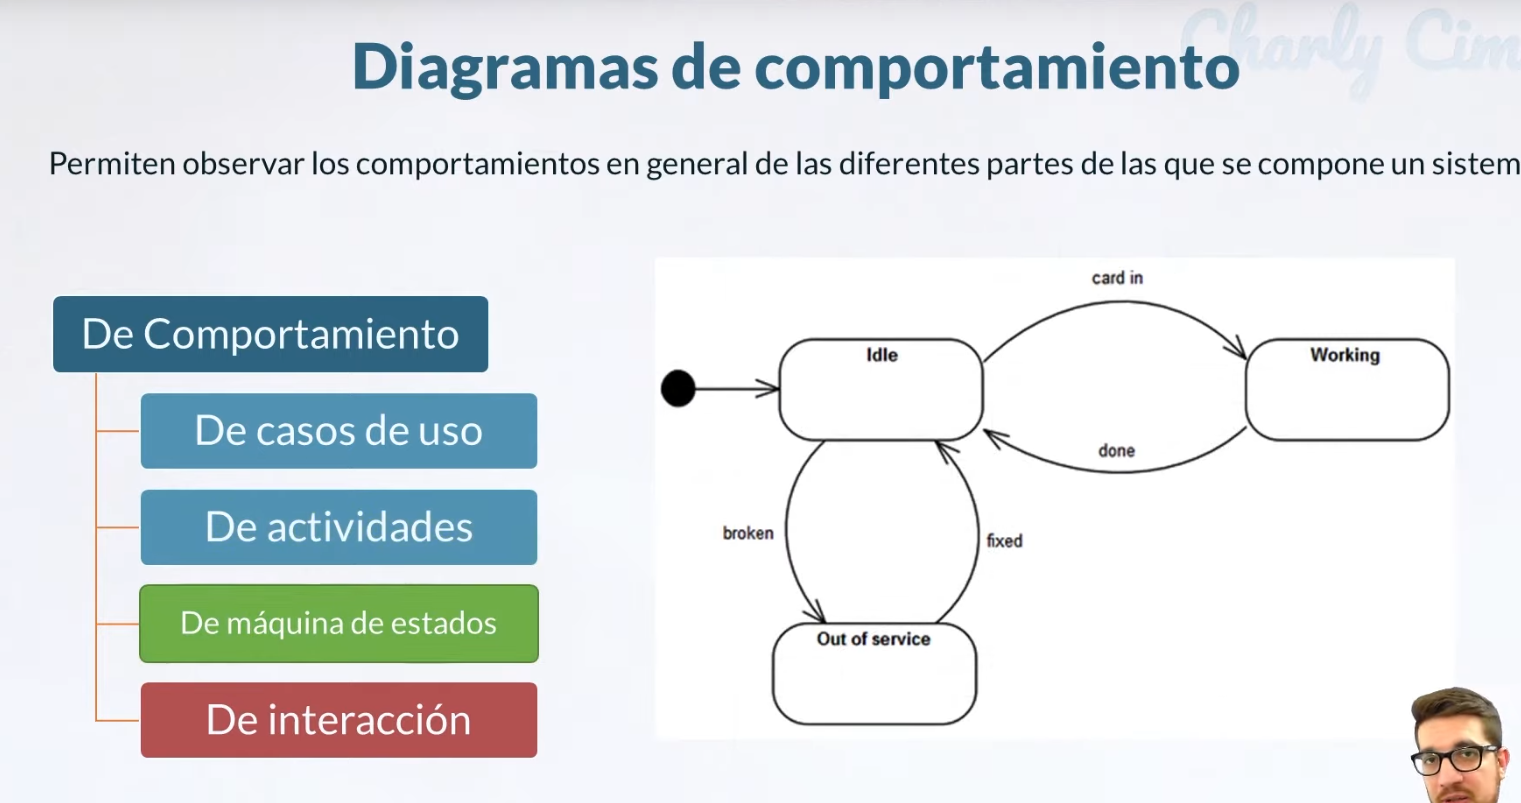 Charly Cim
Diagramas de comportamiento
Permiten observar los comportamientos en general de las diferentes partes de las que se compone un sistem
De Comportamiento
De casos de uso
De actividades
De máquina de estados
De interacción
card in
Idle
Working
done
broken
fixed
Out of service